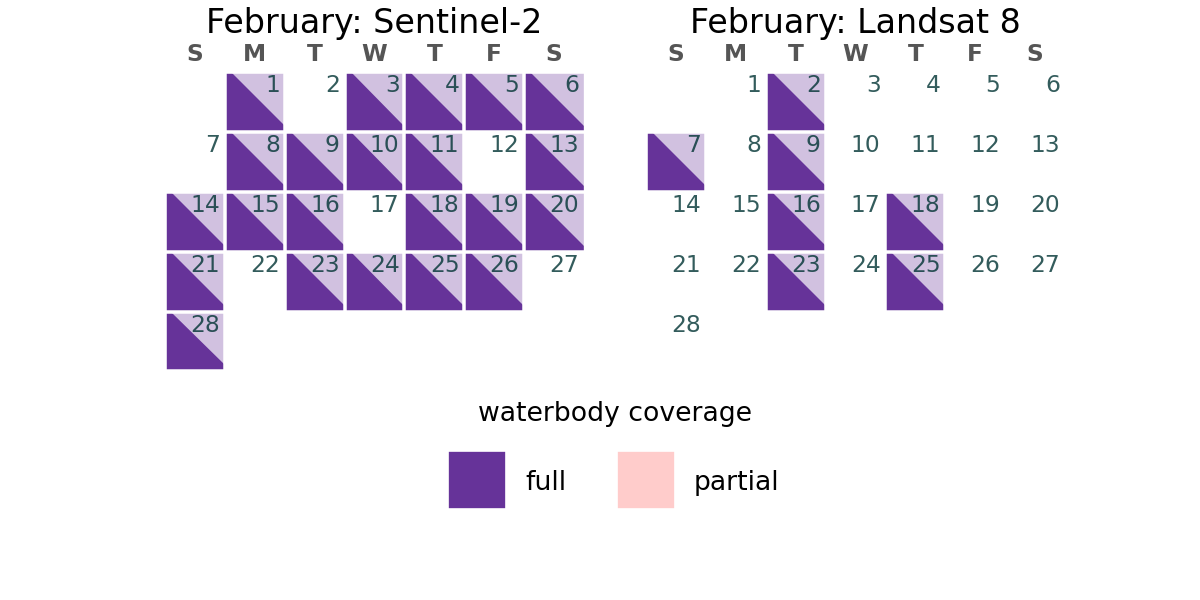 February: Sentinel-2
S M T W T F S
1 2 3 4 5 6
7 8 9 10 11 12 13
14 15 16 17 18 19 20
21 22 23 24 25 26 27
28
February: Landsat 8
S M T W T F S
1 2 3 4 5 6
7 8 9 10 11 12 13
14 15 16 17 18 19 20
21 22 23 24 25 26 27
28
waterbody coverage
full partial